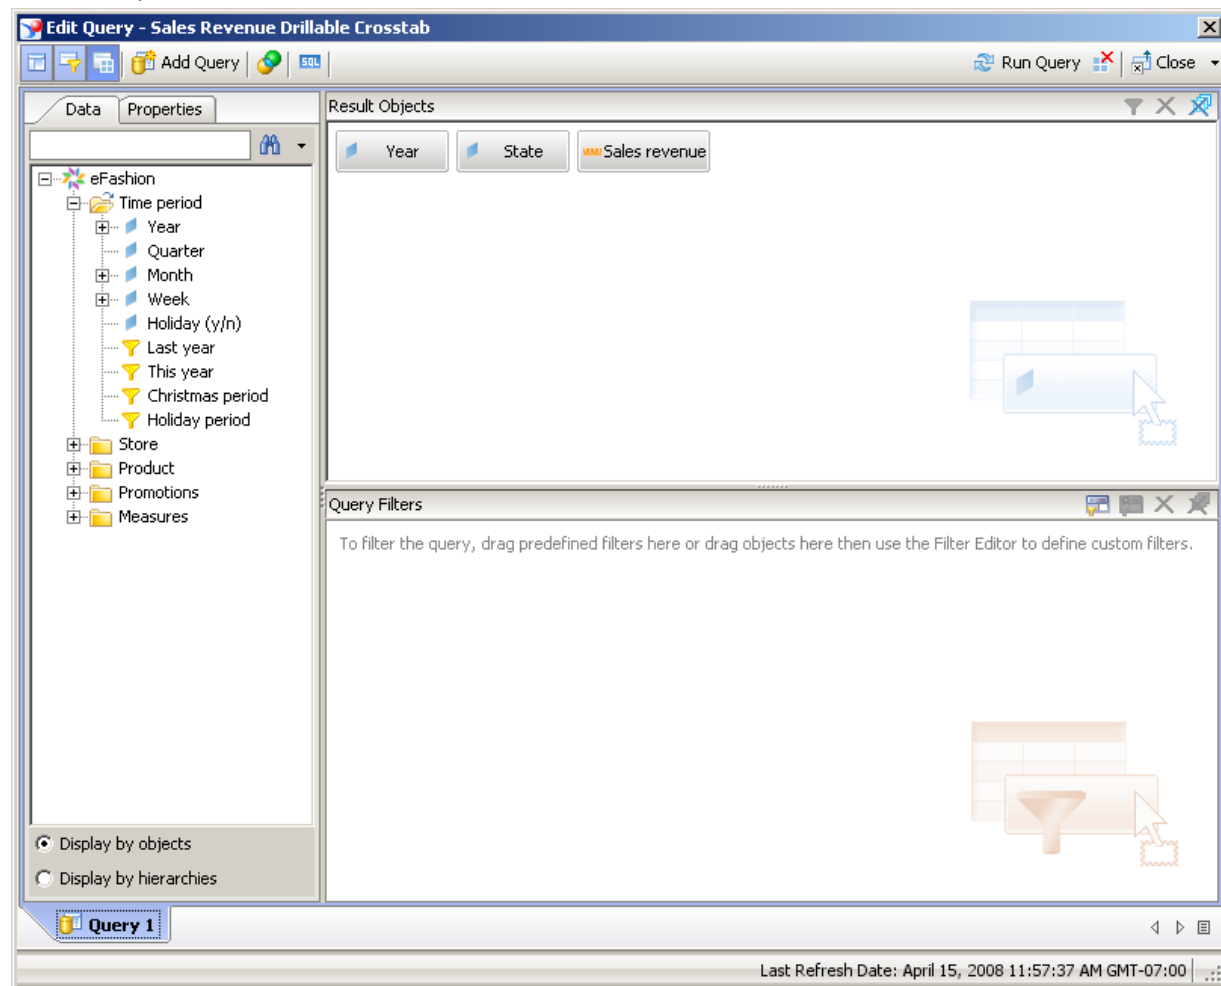 Edit Query - Sales Revenue Drillable Crosstab
Add Query SQL Run Query Close
Data Properties
Result Objects
Year State Sales revenue
eFashion
Time period
Year
Quarter
Month
Week
Holiday (y/n)
Last year
This year
Christmas period
Holiday period
Store
Product
Promotions
Measures
Query Filters
To filter the query, drag predefined filters here or drag objects here then use the Filter Editor to define custom filters.
Display by objects
Display by hierarchies
Query 1
Last Refresh Date: April 15, 2008 11:57:37 AM GMT-07:00